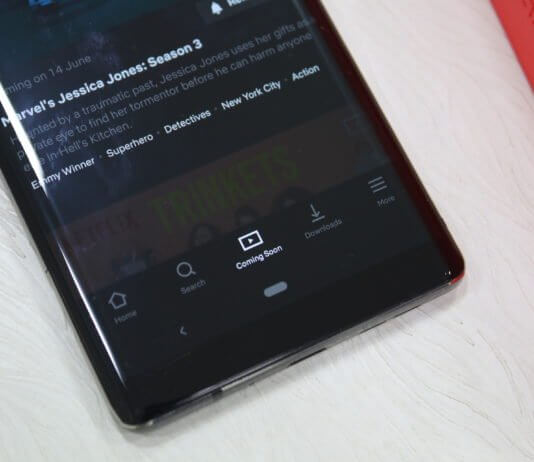 ming on 14 June
Marvel's Jessica Jones: Season 3
Haunted by a traumatic past, Jessica Jones uses her gifts as a
private eye to find her tormentor before he can harm anyone
else in Hell's Kitchen.
Emmy Winner · Superhero · Detectives · New York City · Action
TRINKETS
Home
Search
Coming Soon
Downloads
More